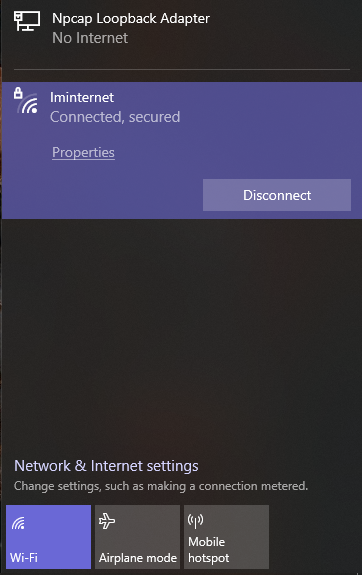 Npcap Loopback Adapter
No Internet
Iminternet
Connected, secured
Properties
Disconnect
Network & Internet settings
Change settings, such as making a connection metered.
Wi-Fi
Airplane mode
Mobile
hotspot